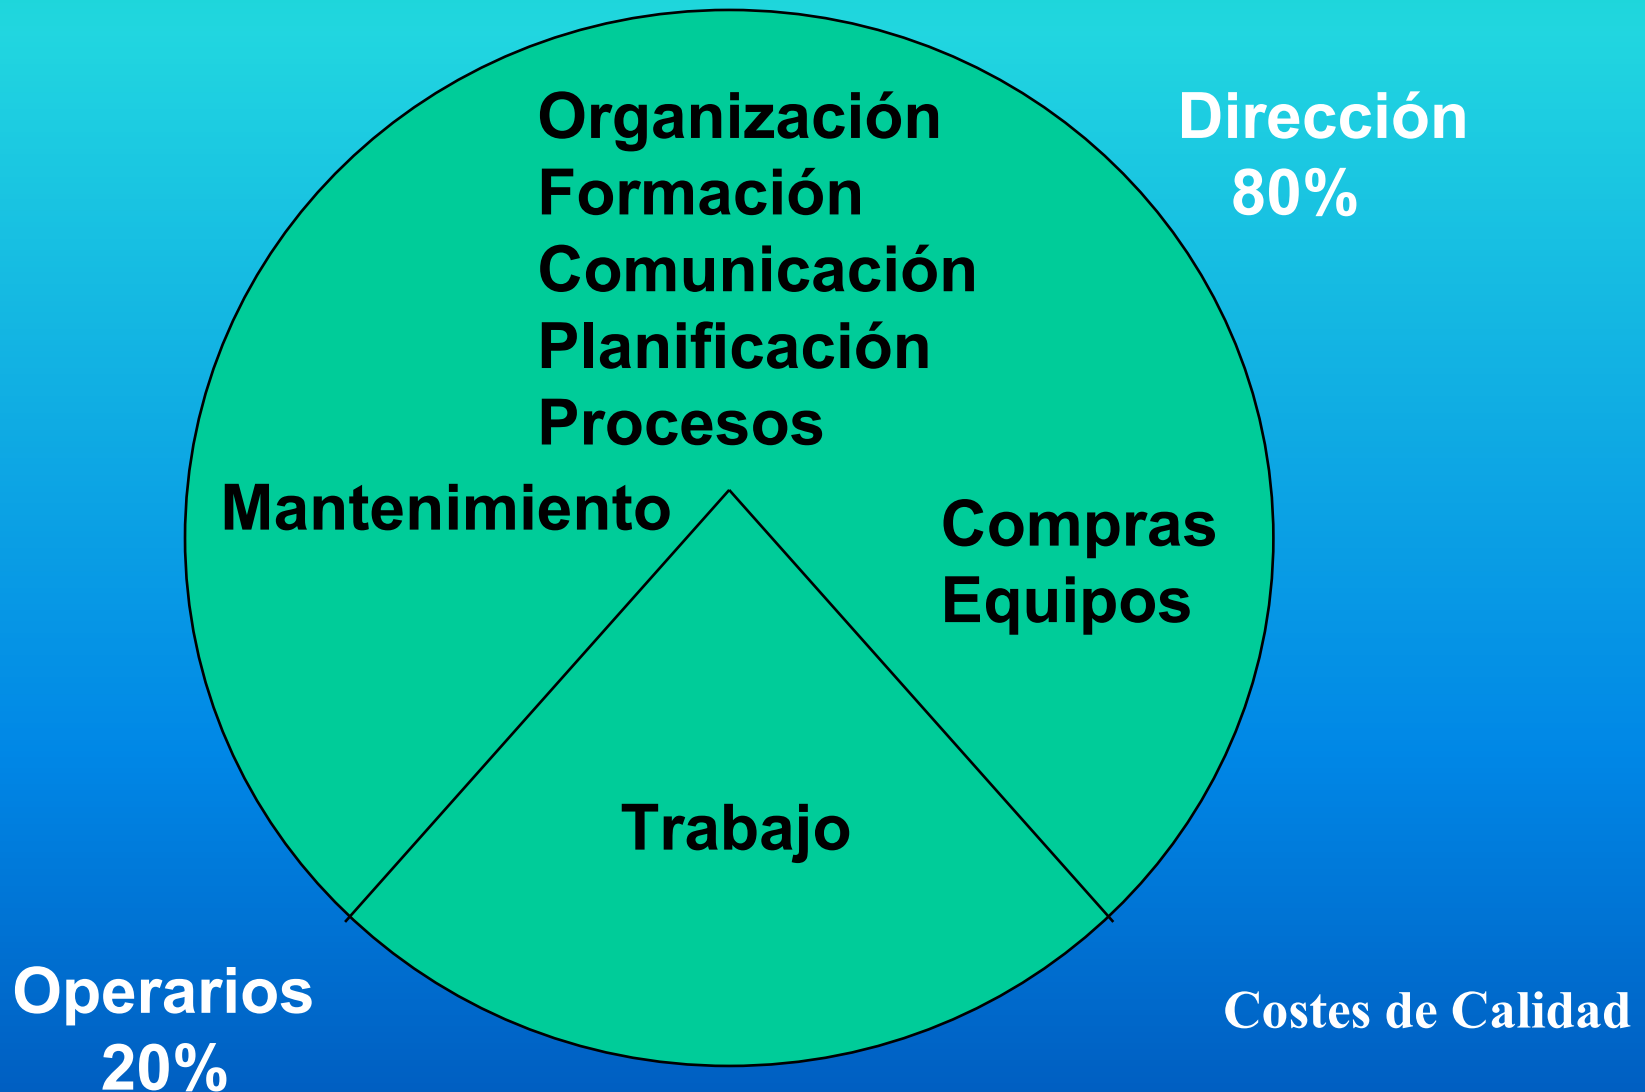 Organización
Formación
Comunicación
Planificación
Procesos
Dirección
80%
Mantenimiento
Compras
Equipos
Trabajo
Operarios
20%
Costes de Calidad